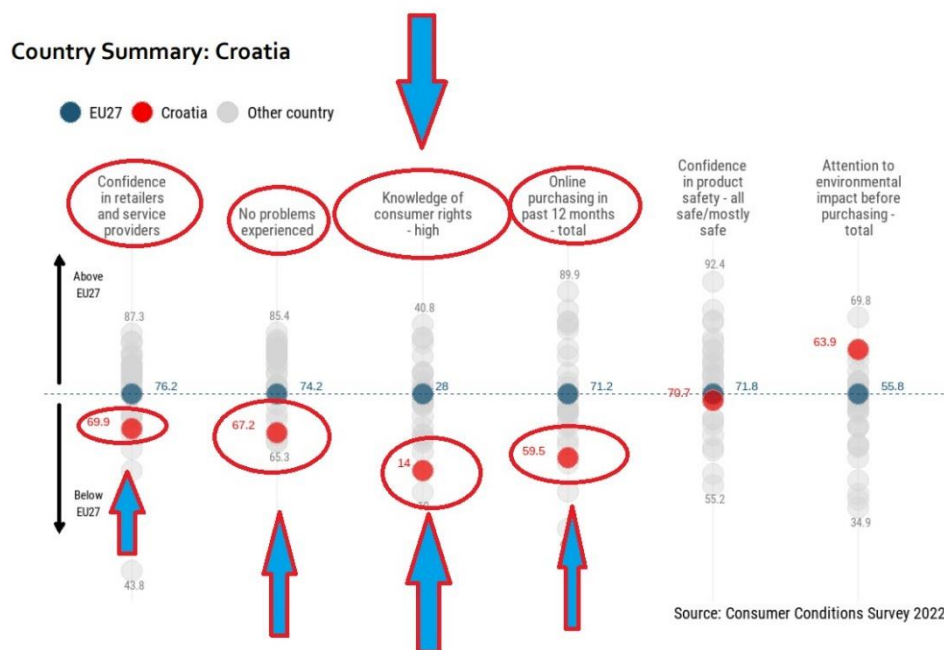 Country Summary: Croatia
EU27
Croatia
Other country
Confidence
in retailers
and service
providers
No problems
experienced
Knowledge of
consumer rights
- high
Online
purchasing in
past 12 months
- total
Confidence
in product
safety - all
safe/mostly
safe
Attention to
environmental
impact before
purchasing -
total
Above
EU27
Below
EU27
87.3
76.2
69.9
43.8
85.4
74.2
67.2
65.3
40.8
28
14
89.9
71.2
59.5
92.4
71.8
70.7
55.2
69.8
63.9
55.8
34.9
Source: Consumer Conditions Survey 2022